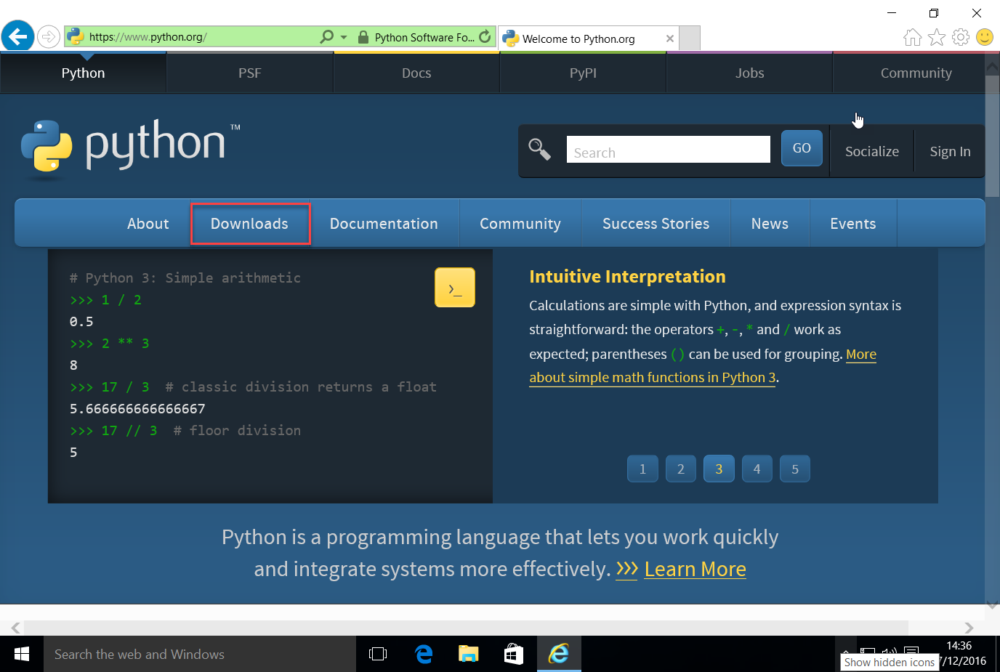 https://www.python.org/
Python Software Fo...
Welcome to Python.org
Python
PSF
Docs
PyPI
Jobs
Community
python™
Search
GO
Socialize
Sign In
About
Downloads
Documentation
Community
Success Stories
News
Events
# Python 3: Simple arithmetic
>>> 1 / 2
0.5
>>> 2 ** 3
8
>>> 17 / 3  # classic division returns a float
5.666666666666667
>>> 17 // 3  # floor division
5
>_
Intuitive Interpretation
Calculations are simple with Python, and expression syntax is
straightforward: the operators +, -, * and / work as
expected; parentheses () can be used for grouping. More
about simple math functions in Python 3.
1
2
3
4
5
Python is a programming language that lets you work quickly
and integrate systems more effectively. >>> Learn More
Search the web and Windows
14:36
7/12/2016
Show hidden icons